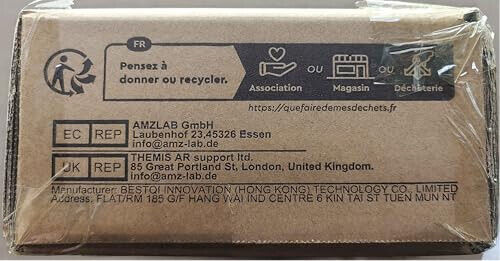 FR
Pensez à
donner ou recycler.
Association
OU
Magasin
OU
Déchèterie
https://quefairedemesdechets.fr
EC REP
AMZLAB GmbH
Laubenhof 23,45326 Essen
info@amz-lab.de
UK REP
THEMIS AR support ltd.
85 Great Portland St, London, United Kingdom.
info@amz-lab.de
Manufacturer: BESTQI INNOVATION (HONG KONG) TECHNOLOGY CO., LIMITED
Address: FLAT/RM 185 G/F HANG WAI IND CENTRE 6 KIN TAI ST TUEN MUN NT